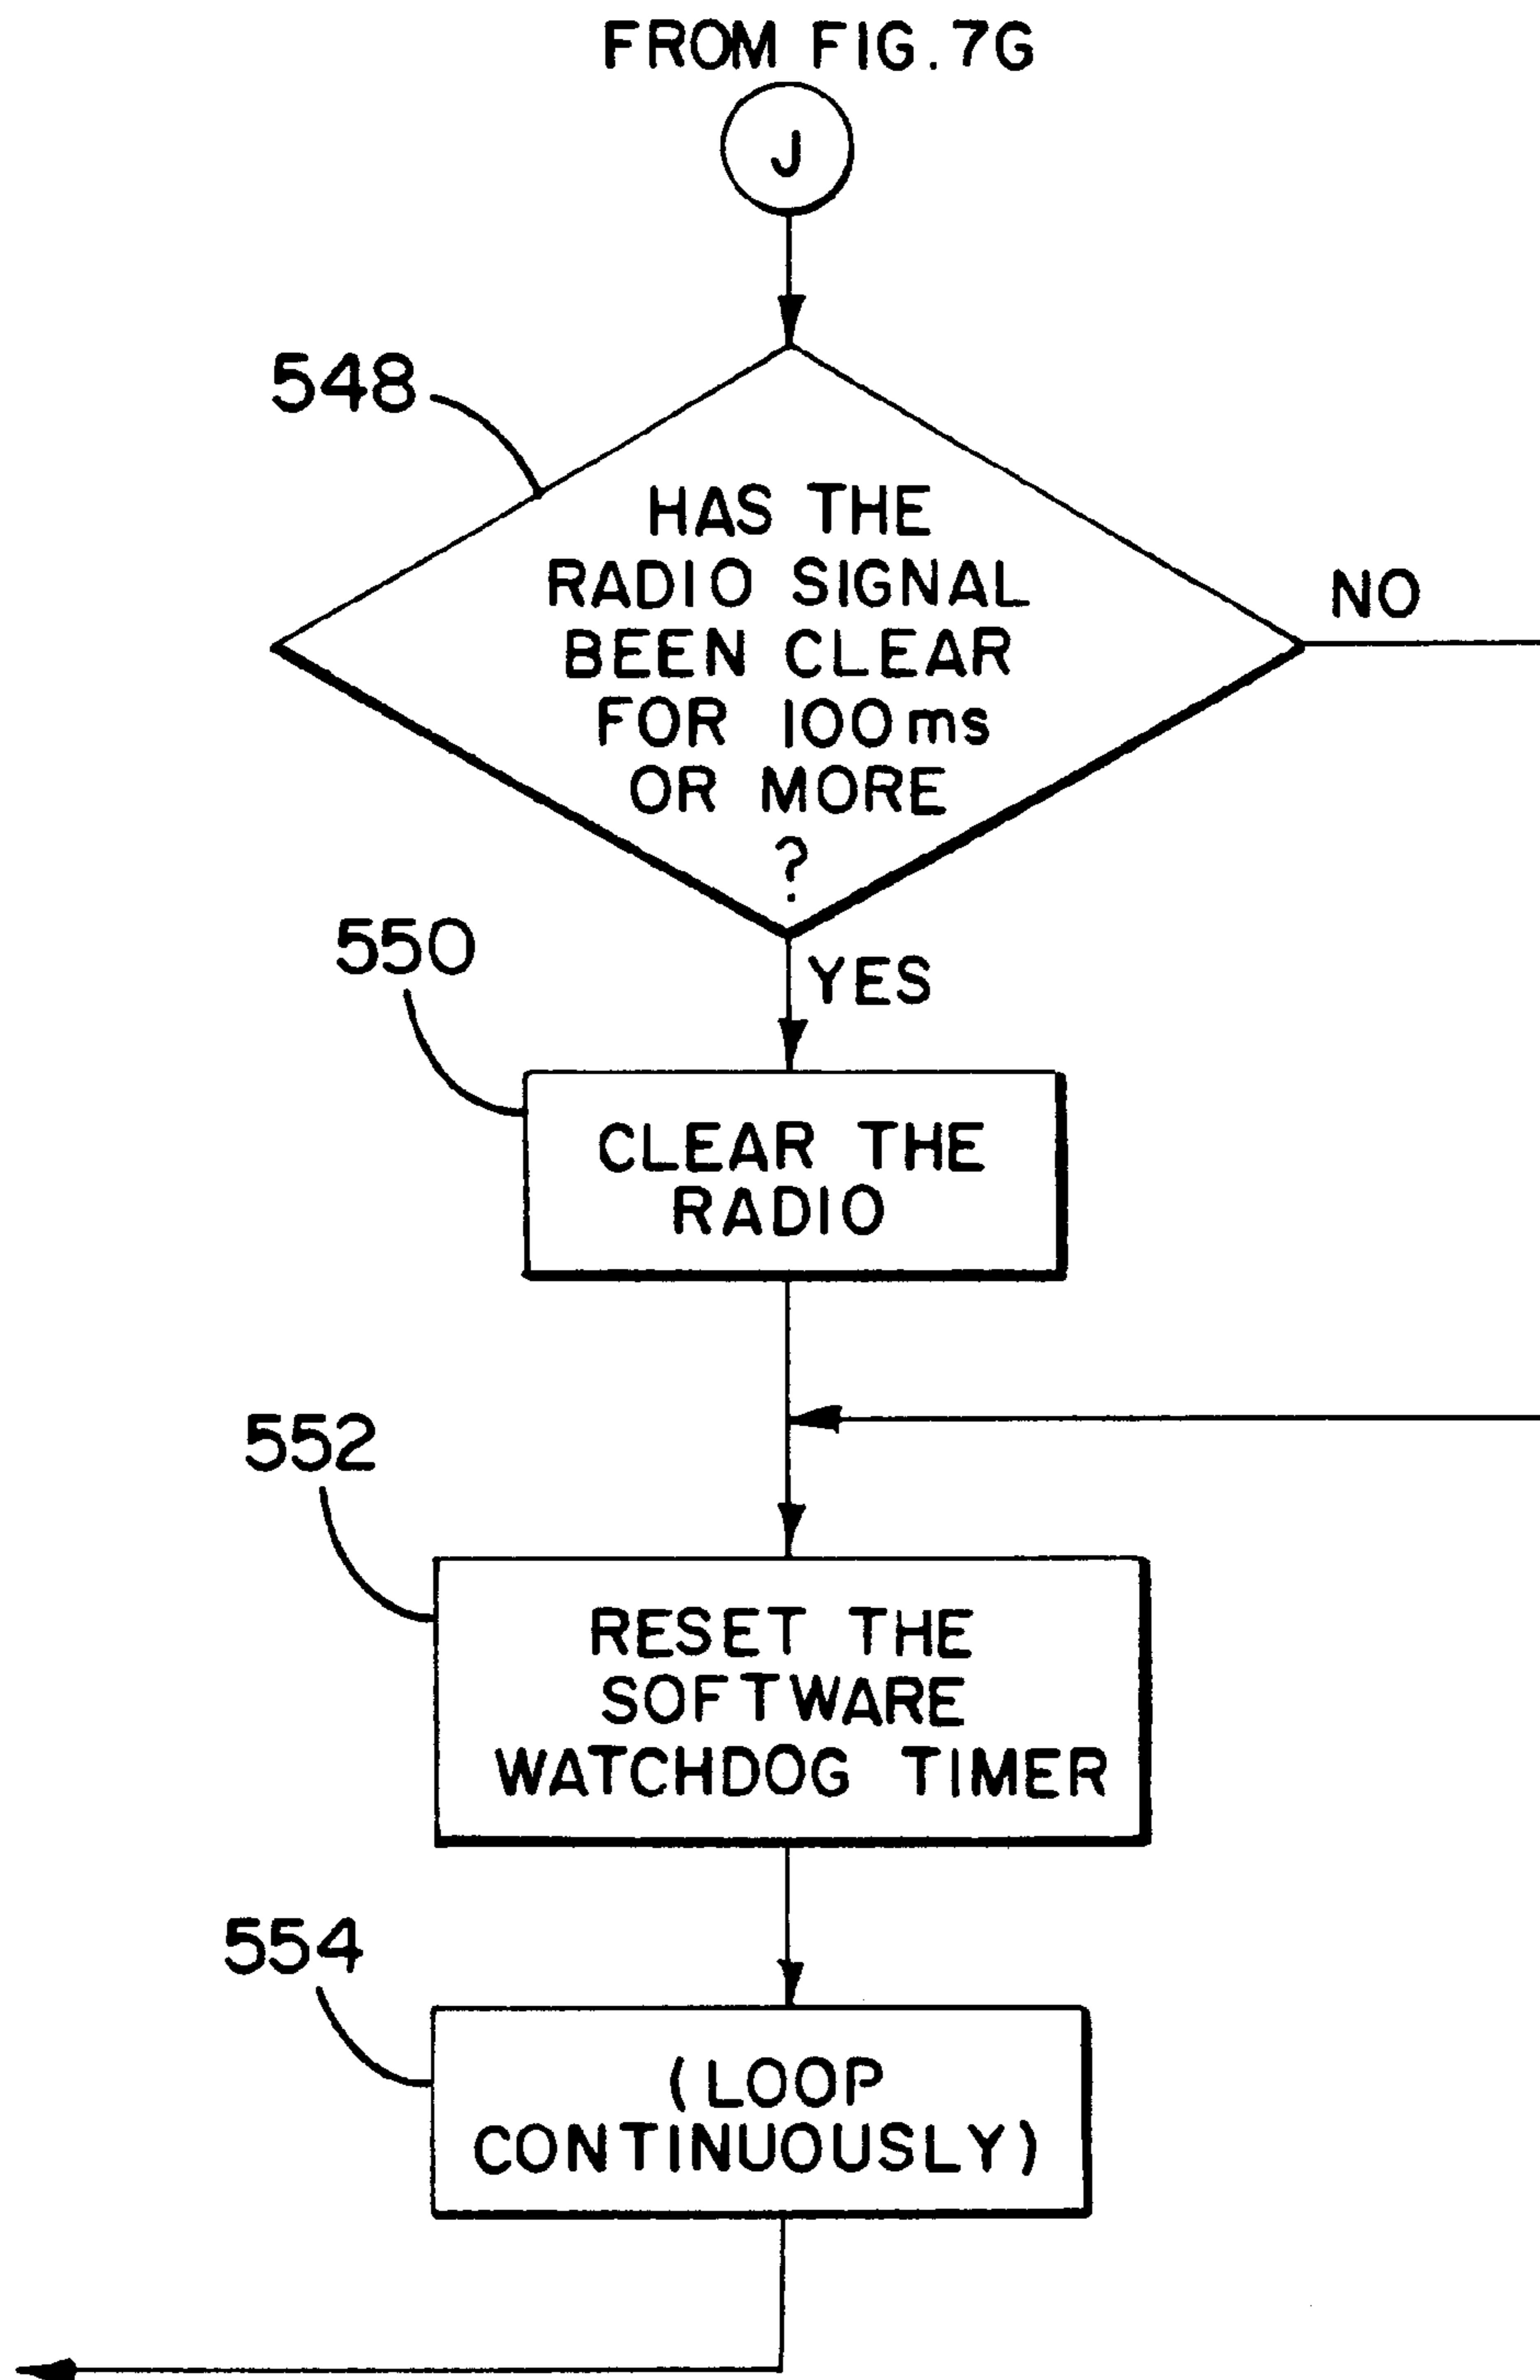 FROM FIG. 7G
J
548
HAS THE
RADIO SIGNAL
BEEN CLEAR
FOR 100ms
OR MORE
?
NO
550
YES
CLEAR THE
RADIO
552
RESET THE
SOFTWARE
WATCHDOG TIMER
554
(LOOP
CONTINUOUSLY)